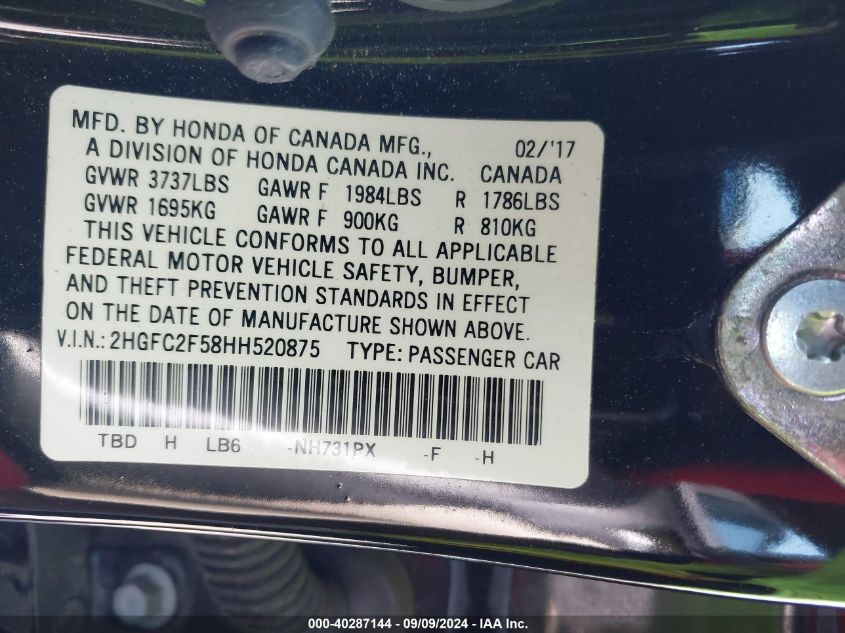 MFD. BY HONDA OF CANADA MFG., 02/'17
A DIVISION OF HONDA CANADA INC. CANADA
GVWR 3737LBS GAWR F 1984LBS R 1786LBS
GVWR 1695KG GAWR F 900KG R 810KG
THIS VEHICLE CONFORMS TO ALL APPLICABLE
FEDERAL MOTOR VEHICLE SAFETY, BUMPER,
AND THEFT PREVENTION STANDARDS IN EFFECT
ON THE DATE OF MANUFACTURE SHOWN ABOVE.
V.I.N.: 2HGFC2F58HH520875 TYPE: PASSENGER CAR
TBD H LB6 -NH731PX -F -H
000-40287144 - 09/09/2024 - IAA Inc.